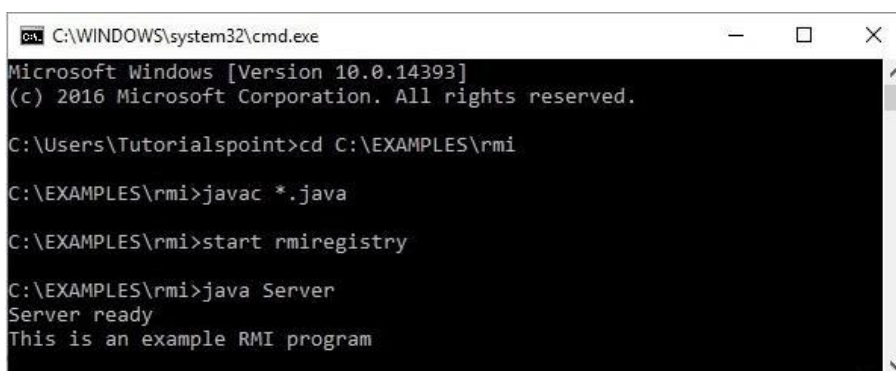 C:\WINDOWS\system32\cmd.exe
Microsoft Windows [Version 10.0.14393]
(c) 2016 Microsoft Corporation. All rights reserved.
C:\Users\Tutorialspoint>cd C:\EXAMPLES\rmi
C:\EXAMPLES\rmi>javac *.java
C:\EXAMPLES\rmi>start rmiregistry
C:\EXAMPLES\rmi>java Server
Server ready
This is an example RMI program